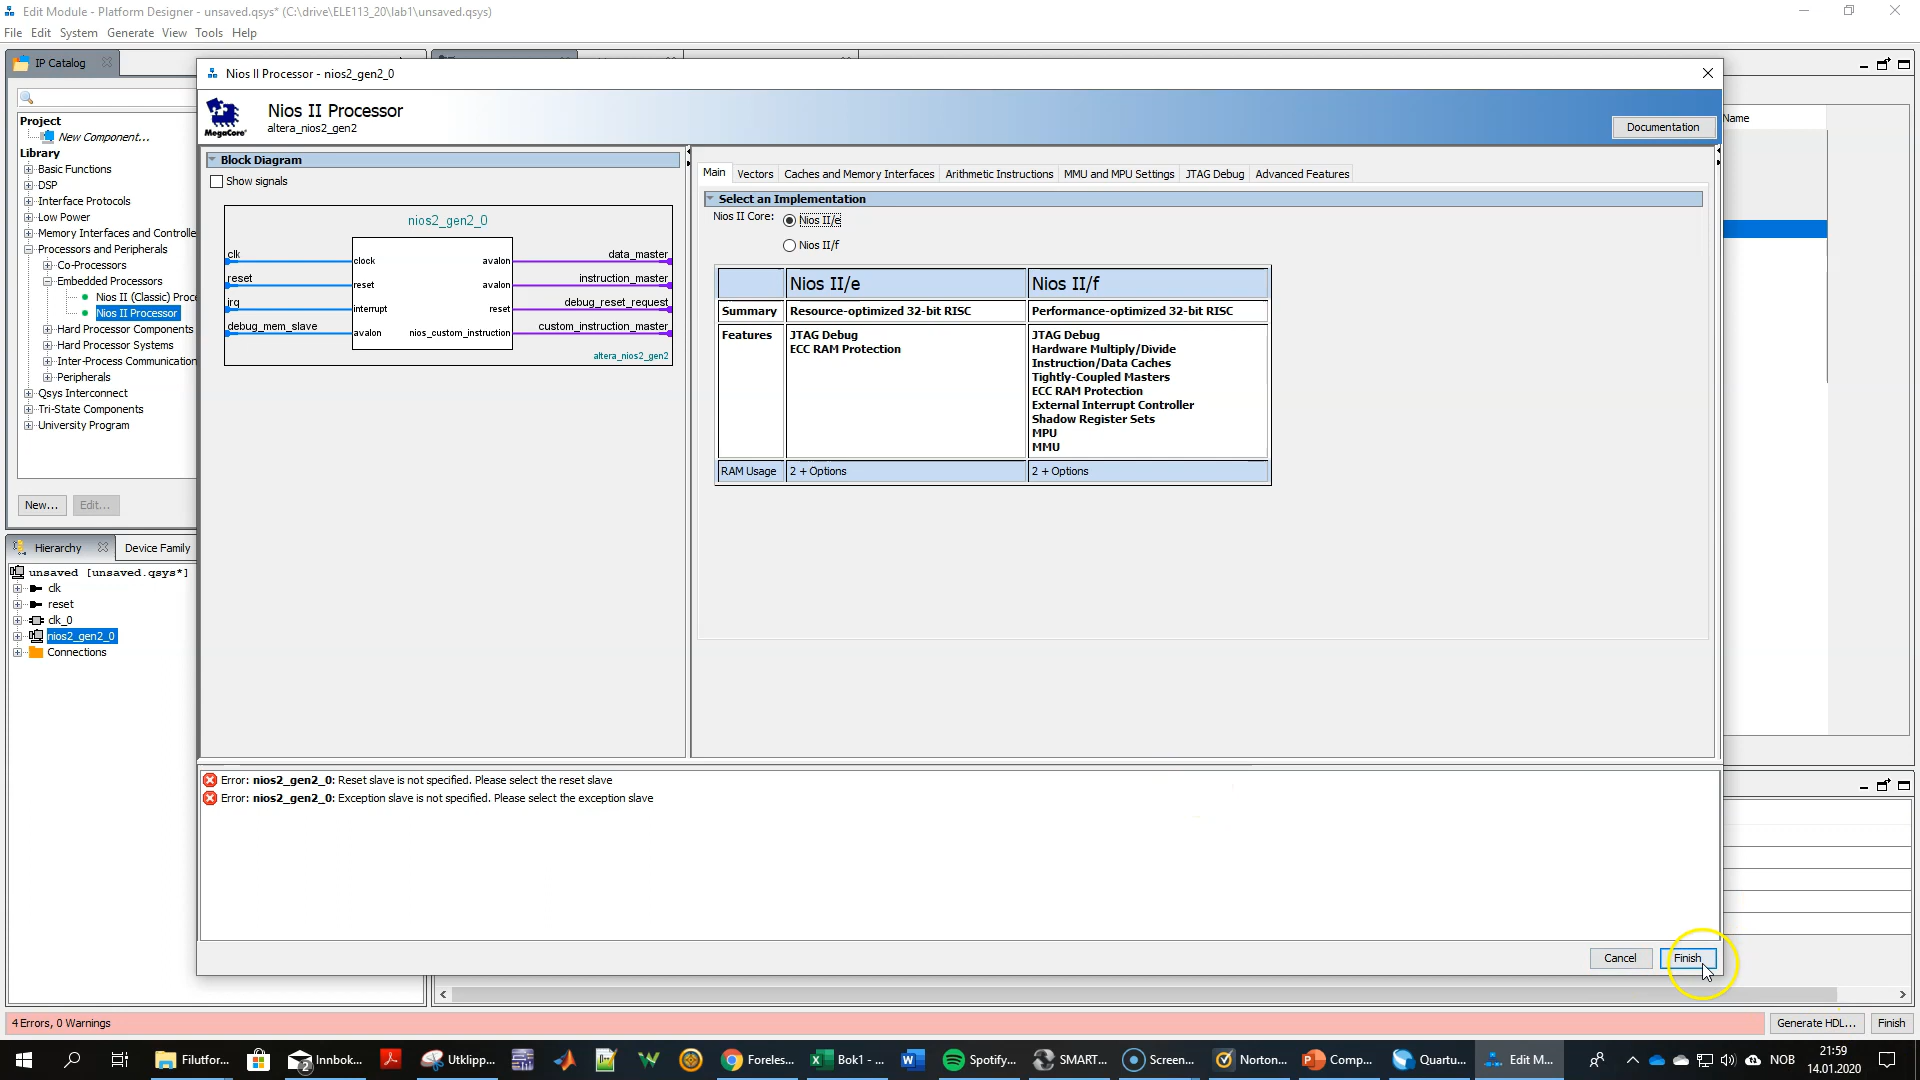 Edit Module - Platform Designer - unsaved.qsys* (C:\drive\ELE113_20\lab1\unsaved.qsys)
File Edit System Generate View Tools Help
IP Catalog
Project
New Component...
Library
Basic Functions
DSP
Interface Protocols
Low Power
Memory Interfaces and Controlle
Processors and Peripherals
Co-Processors
Embedded Processors
Nios II (Classic) Proce
Nios II Processor
Hard Processor Components
Hard Processor Systems
Inter-Process Communication
Peripherals
Qsys Interconnect
Tri-State Components
University Program
New... Edit...
Hierarchy Device Family
unsaved [unsaved.qsys*]
clk
reset
clk_0
nios2_gen2_0
Connections
Nios II Processor - nios2_gen2_0
MegaCore
Nios II Processor
altera_nios2_gen2
Documentation
Block Diagram
Show signals
nios2_gen2_0
clk clock avalon data_master
reset reset avalon instruction_master
irq interrupt reset debug_reset_request
debug_mem_slave avalon nios_custom_instruction custom_instruction_master
altera_nios2_gen2
Main Vectors Caches and Memory Interfaces Arithmetic Instructions MMU and MPU Settings JTAG Debug Advanced Features
Select an Implementation
Nios II Core: Nios II/e
Nios II/f
Nios II/e Nios II/f
Summary Resource-optimized 32-bit RISC Performance-optimized 32-bit RISC
Features JTAG Debug JTAG Debug
ECC RAM Protection Hardware Multiply/Divide
Instruction/Data Caches
Tightly-Coupled Masters
ECC RAM Protection
External Interrupt Controller
Shadow Register Sets
MPU
MMU
RAM Usage 2 + Options 2 + Options
Name
Error: nios2_gen2_0: Reset slave is not specified. Please select the reset slave
Error: nios2_gen2_0: Exception slave is not specified. Please select the exception slave
Cancel Finish
4 Errors, 0 Warnings
Generate HDL... Finish
Filutfor... 2 Innbok... Utklipp... Foreles... Bok1 - ... Spotify... SMART... Screen... Norton... Comp... Quartu... Edit M... NOB
21:59
14.01.2020